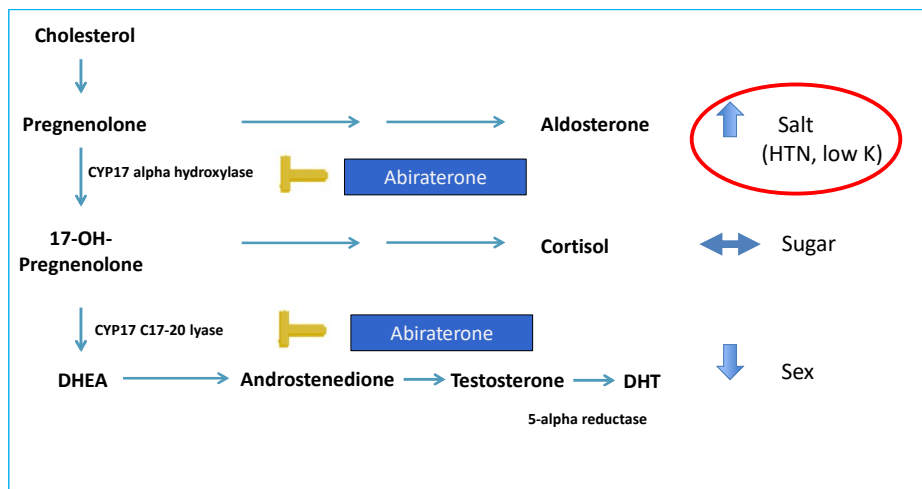 Cholesterol
Pregnenolone
Aldosterone
Salt
(HTN, low K)
CYP17 alpha hydroxylase
Abiraterone
17-OH-
Pregnenolone
Cortisol
Sugar
CYP17 C17-20 lyase
Abiraterone
DHEA
Androstenedione
Testosterone
DHT
Sex
5-alpha reductase